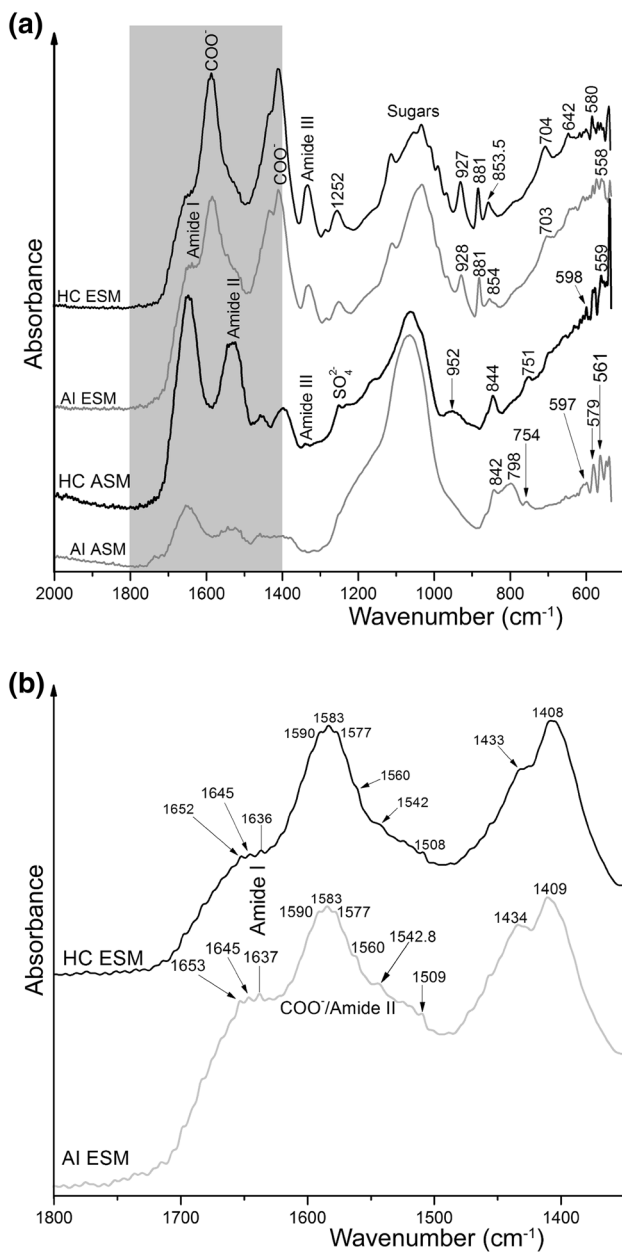 (a)
Absorbance
COO⁻
Amide I
Amide II
Amide III
COO⁻
1252
Sugars
927
881
853.5
704
642
580
HC ESM
928
881
854
703
558
AI ESM
Amide III
SO₄²⁻
952
844
751
598
559
HC ASM
842
798
754
597
579
561
AI ASM
2000 1800 1600 1400 1200 1000 800 600
Wavenumber (cm⁻¹)
(b)
Absorbance
1652
1645
1636
Amide I
1590
1583
1577
1560
1542
1508
1433
1408
HC ESM
1653
1645
1637
1590
1583
1577
1560
1542.8
1509
COO⁻/Amide II
1434
1409
AI ESM
1800 1700 1600 1500 1400
Wavenumber (cm⁻¹)